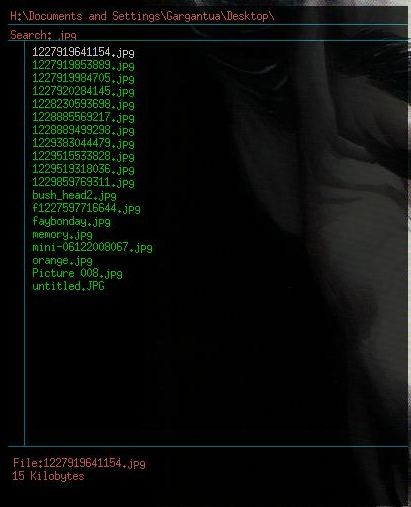 H:\Documents and Settings\Gargantua\Desktop\
Search: .jpg
1227919641154.jpg
1227919853889.jpg
1227919984705.jpg
1227920284145.jpg
1228230593698.jpg
1228885569217.jpg
1228889499298.jpg
1229383044479.jpg
1229515533828.jpg
1229519318036.jpg
1229859769311.jpg
bush_head2.jpg
f1227597716644.jpg
faybonday.jpg
memory.jpg
mini-06122008067.jpg
orange.jpg
Picture 008.jpg
untitled.JPG
File:1227919641154.jpg
15 Kilobytes